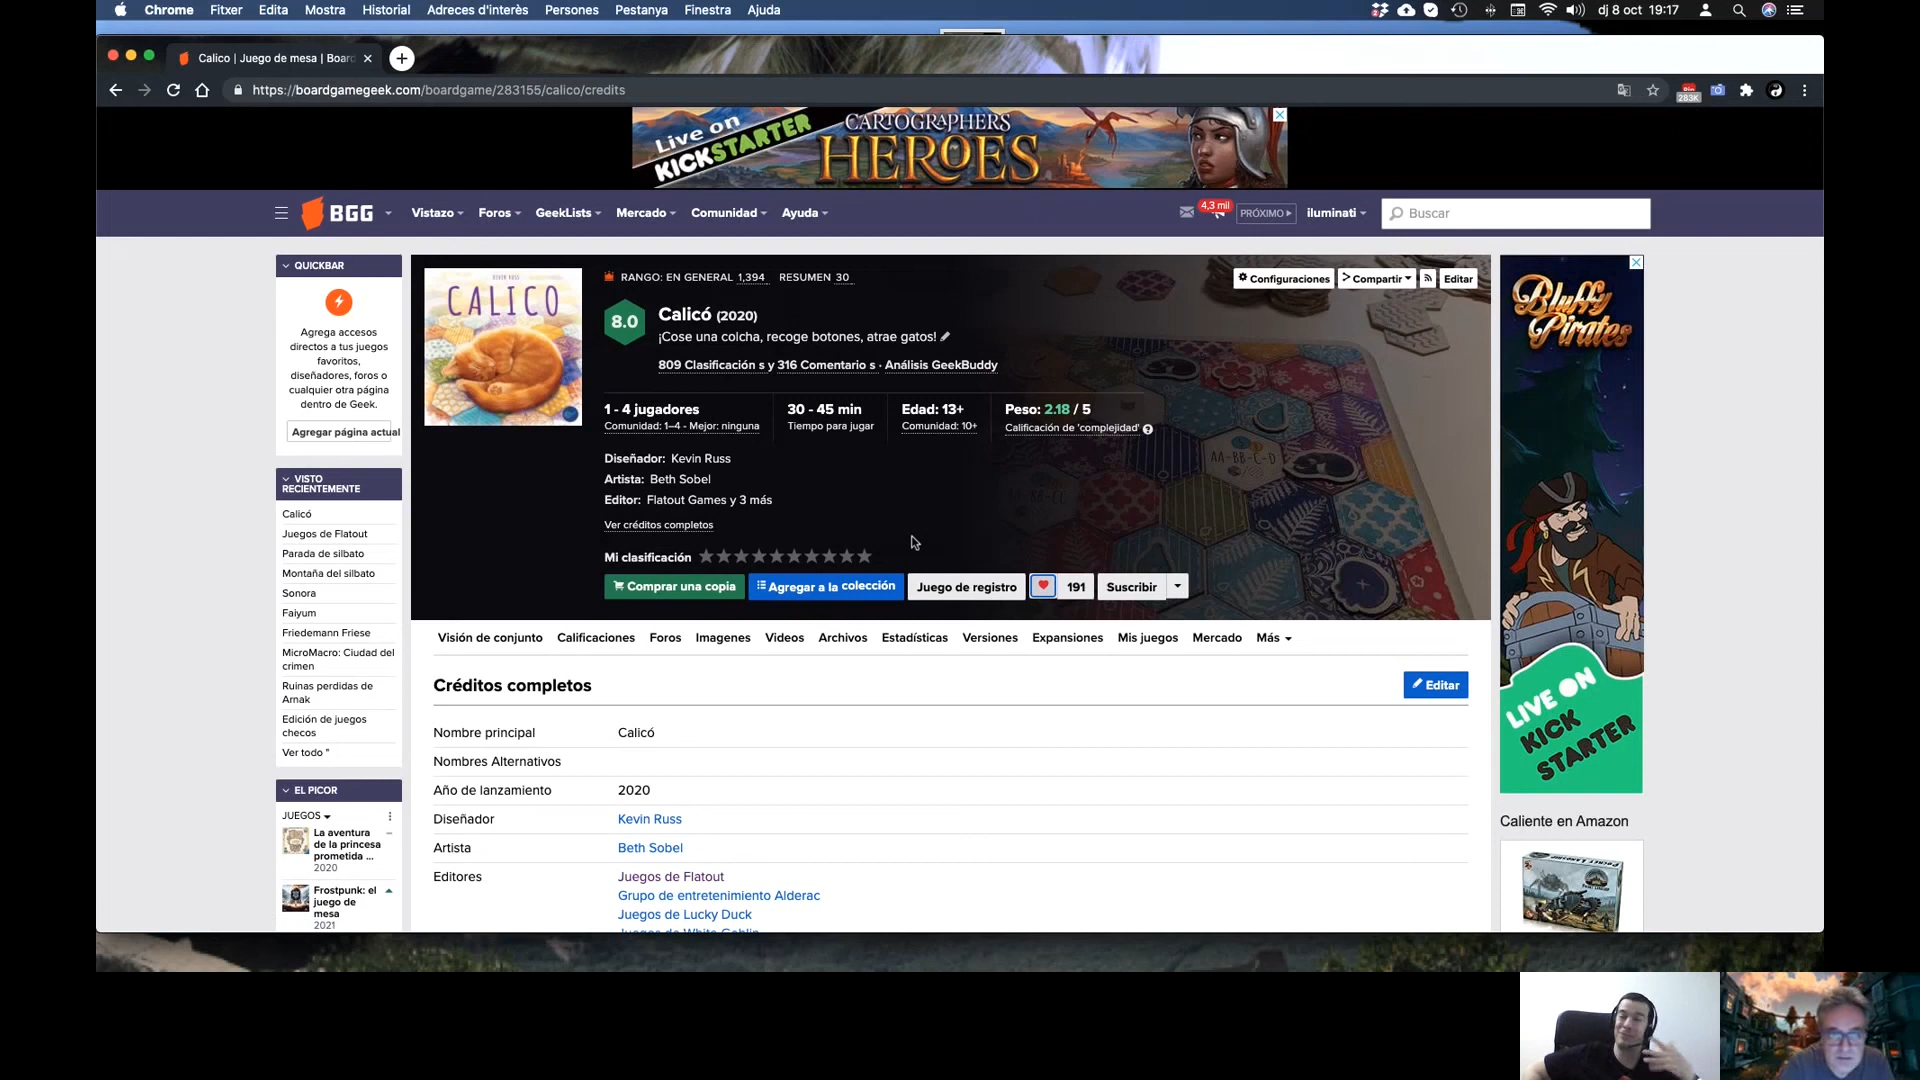 Chrome Fitxer Edita Mostra Historial Adreces d'interès Persones Pestanya Finestra Ajuda dj 8 oct 19:17
Calico | Juego de mesa | Board
https://boardgamegeek.com/boardgame/283155/calico/credits
283K
Live on
KICKSTARTER
CARTOGRAPHERS
HEROES
BGG Vistazo Foros GeekLists Mercado Comunidad Ayuda 4,3 mil PRÓXIMO iluminati Buscar
QUICKBAR
Agrega accesos
directos a tus juegos
favoritos,
diseñadores, foros o
cualquier otra página
dentro de Geek.
Agregar página actual
VISTO
RECIENTEMENTE
Calicó
Juegos de Flatout
Parada de silbato
Montaña del silbato
Sonora
Faiyum
Friedemann Friese
MicroMacro: Ciudad del
crimen
Ruinas perdidas de
Arnak
Edición de juegos
checos
Ver todo "
EL PICOR
JUEGOS
La aventura
de la princesa
prometida ...
2020
Frostpunk: el
juego de
mesa
2021
KEVIN RUSS
CALICO
RANGO: EN GENERAL 1,394 RESUMEN 30
Configuraciones Compartir Editar
8.0
Calicó (2020)
¡Cose una colcha, recoge botones, atrae gatos!
809 Clasificación s y 316 Comentario s · Análisis GeekBuddy
1 - 4 jugadores
Comunidad: 1–4 - Mejor: ninguna
30 - 45 min
Tiempo para jugar
Edad: 13+
Comunidad: 10+
Peso: 2.18 / 5
Calificación de 'complejidad' ?
AA-BB-C-D
Diseñador: Kevin Russ
Artista: Beth Sobel
Editor: Flatout Games y 3 más
Ver créditos completos
Mi clasificación
Comprar una copia Agregar a la colección Juego de registro 191 Suscribir
Visión de conjunto Calificaciones Foros Imagenes Videos Archivos Estadísticas Versiones Expansiones Mis juegos Mercado Más
Créditos completos
Editar
Nombre principal Calicó
Nombres Alternativos
Año de lanzamiento 2020
Diseñador Kevin Russ
Artista Beth Sobel
Editores Juegos de Flatout
Grupo de entretenimiento Alderac
Juegos de Lucky Duck
Juegos de White Goblin
Bluffy
Pirates
LIVE ON
KICK
STARTER
Caliente en Amazon